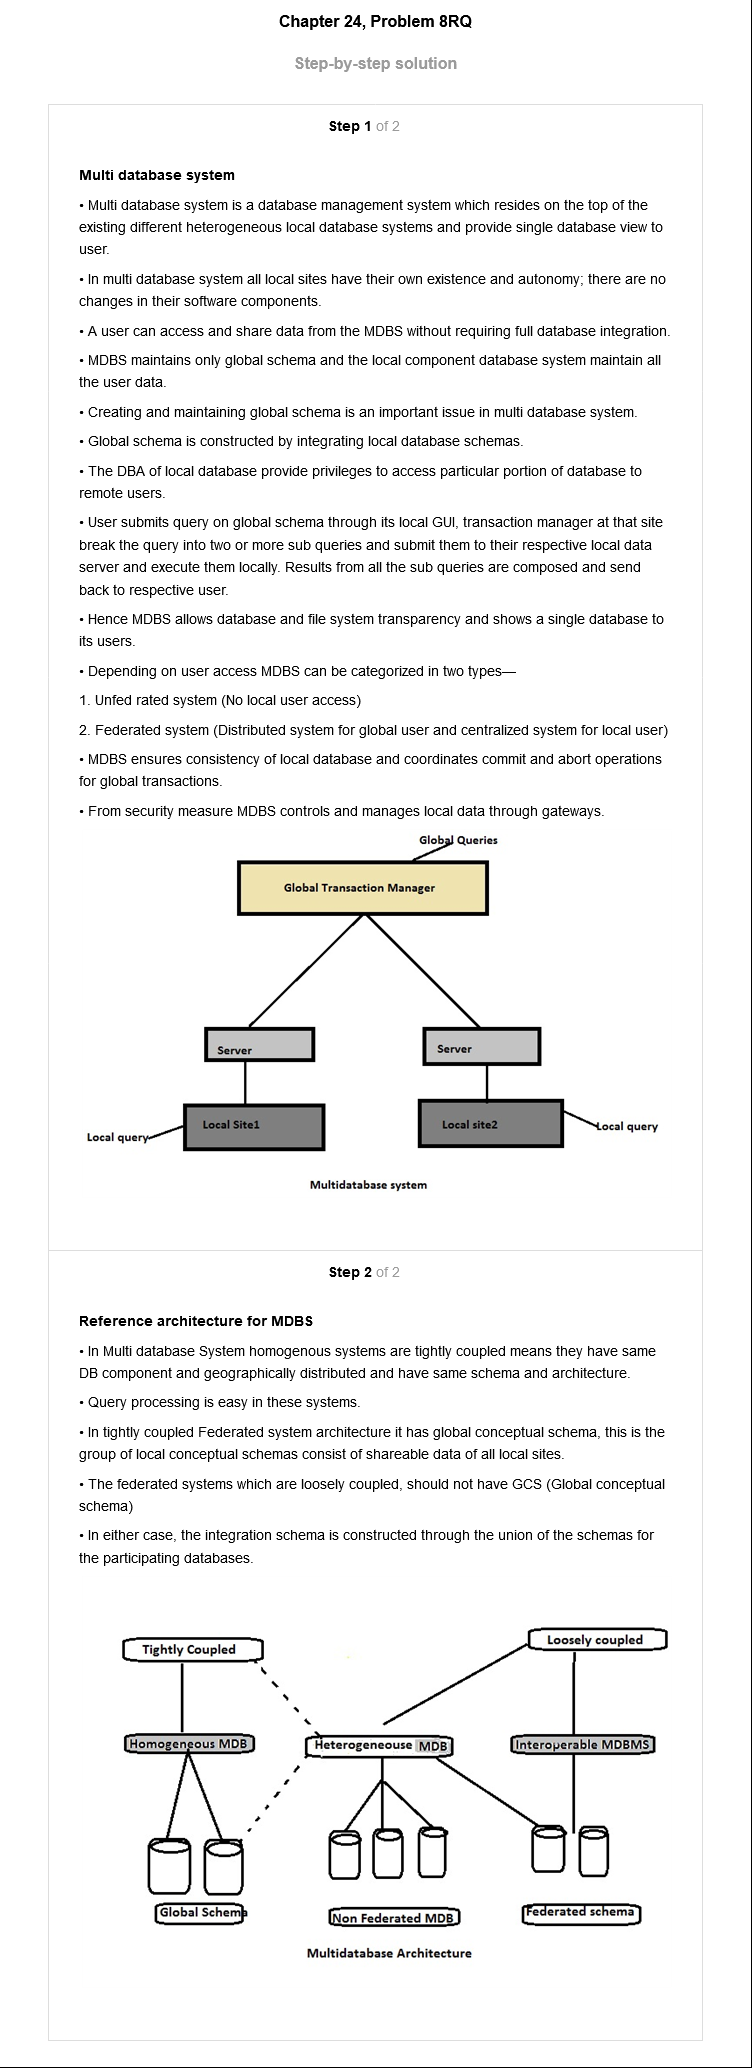 Chapter 24, Problem 8RQ
Step-by-step solution
Step 1 of 2
Multi database system
• Multi database system is a database management system which resides on the top of the
existing different heterogeneous local database systems and provide single database view to
user.
• In multi database system all local sites have their own existence and autonomy; there are no
changes in their software components.
• A user can access and share data from the MDBS without requiring full database integration.
• MDBS maintains only global schema and the local component database system maintain all
the user data.
• Creating and maintaining global schema is an important issue in multi database system.
• Global schema is constructed by integrating local database schemas.
• The DBA of local database provide privileges to access particular portion of database to
remote users.
• User submits query on global schema through its local GUI, transaction manager at that site
break the query into two or more sub queries and submit them to their respective local data
server and execute them locally. Results from all the sub queries are composed and send
back to respective user.
• Hence MDBS allows database and file system transparency and shows a single database to
its users.
• Depending on user access MDBS can be categorized in two types—
1. Unfed rated system (No local user access)
2. Federated system (Distributed system for global user and centralized system for local user)
• MDBS ensures consistency of local database and coordinates commit and abort operations
for global transactions.
• From security measure MDBS controls and manages local data through gateways.
Global Queries
Global Transaction Manager
Server
Server
Local Site1
Local site2
Local query
Local query
Multidatabase system
Step 2 of 2
Reference architecture for MDBS
• In Multi database System homogenous systems are tightly coupled means they have same
DB component and geographically distributed and have same schema and architecture.
• Query processing is easy in these systems.
• In tightly coupled Federated system architecture it has global conceptual schema, this is the
group of local conceptual schemas consist of shareable data of all local sites.
• The federated systems which are loosely coupled, should not have GCS (Global conceptual
schema)
• In either case, the integration schema is constructed through the union of the schemas for
the participating databases.
Tightly Coupled
Loosely coupled
Homogeneous MDB
Heterogeneouse MDB
Interoperable MDBMS
Global Schema
Non Federated MDB
Federated schema
Multidatabase Architecture